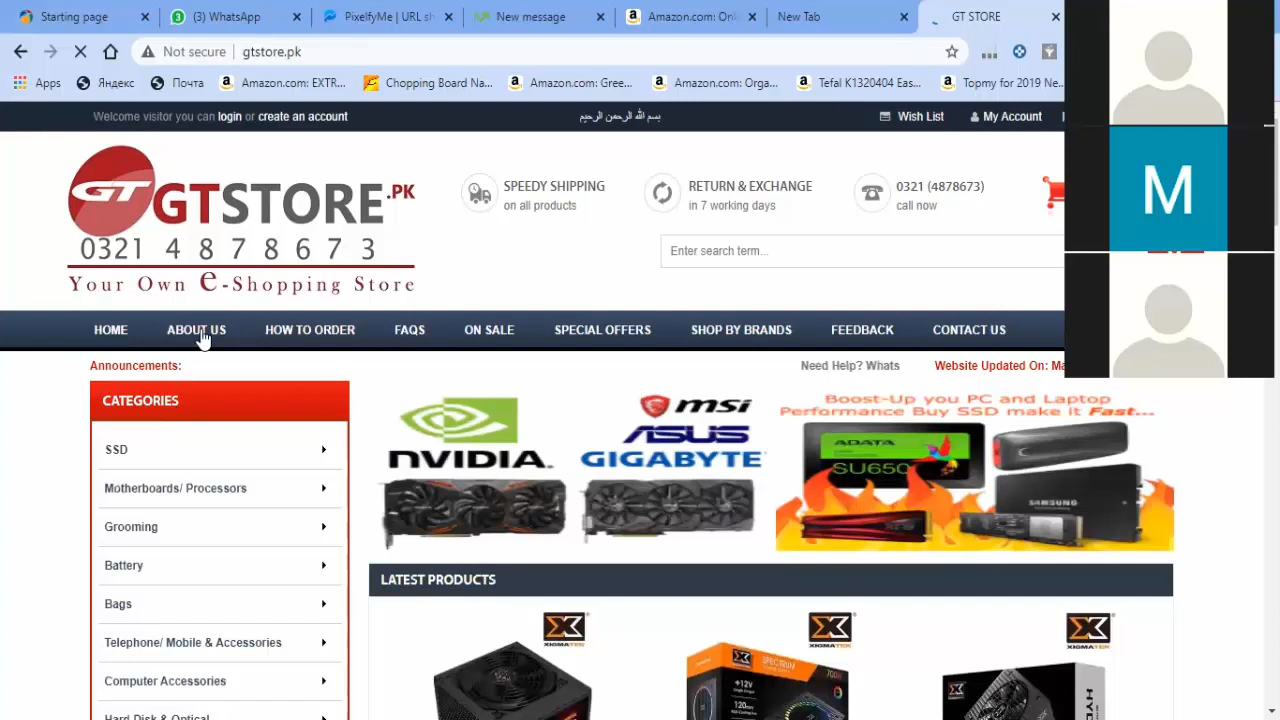 Starting page
(3) WhatsApp
PixelfyMe | URL sh
New message
Amazon.com: Onli
New Tab
GT STORE
Not secure gtstore.pk
Apps
Яндекс
Почта
Amazon.com: EXTR...
Chopping Board Na...
Amazon.com: Gree...
Amazon.com: Orga...
Tefal K1320404 Eas...
Topmy for 2019 Ne...
Welcome visitor you can login or create an account
بسم الله الرحمن الرحيم
Wish List
My Account
GT GTSTORE.PK
0321 4878673
Your Own e-Shopping Store
SPEEDY SHIPPING
on all products
RETURN & EXCHANGE
in 7 working days
0321 (4878673)
call now
Enter search term...
M
HOME
ABOUT US
HOW TO ORDER
FAQS
ON SALE
SPECIAL OFFERS
SHOP BY BRANDS
FEEDBACK
CONTACT US
Announcements:
Need Help? Whats
Website Updated On: Ma
CATEGORIES
SSD
Motherboards/ Processors
Grooming
Battery
Bags
Telephone/ Mobile & Accessories
Computer Accessories
Hard Disk & Optical
NVIDIA.
msi
ASUS
GIGABYTE
Boost-Up you PC and Laptop
Performance Buy SSD make it Fast...
ADATA
SU650
SAMSUNG
LATEST PRODUCTS
XIGMATEK
XIGMATEK
XIGMATEK
SPECTRUM
700W
+12V
120mm
HYD